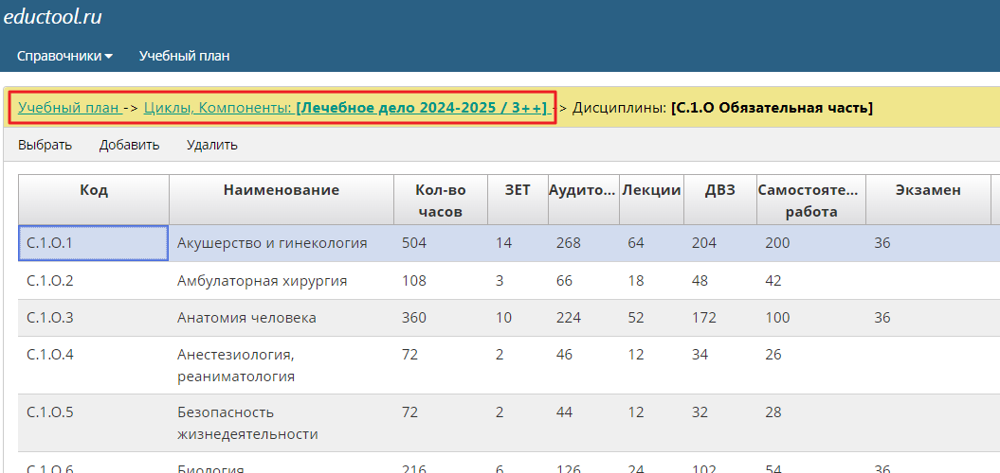 eductool.ru
Справочники Учебный план
Учебный план -> Циклы, Компоненты: [Лечебное дело 2024-2025 / 3++] -> Дисциплины: [С.1.О Обязательная часть]
Выбрать Добавить Удалить
Код Наименование Кол-во часов ЗЕТ Аудито... Лекции ДВЗ Самостояте... работа Экзамен
С.1.О.1 Акушерство и гинекология 504 14 268 64 204 200 36
С.1.О.2 Амбулаторная хирургия 108 3 66 18 48 42
С.1.О.3 Анатомия человека 360 10 224 52 172 100 36
С.1.О.4 Анестезиология, 72 2 46 12 34 26
реаниматология
С.1.О.5 Безопасность 72 2 44 12 32 28
жизнедеятельности
С.1.О.6 Биология 216 6 126 24 102 54 36